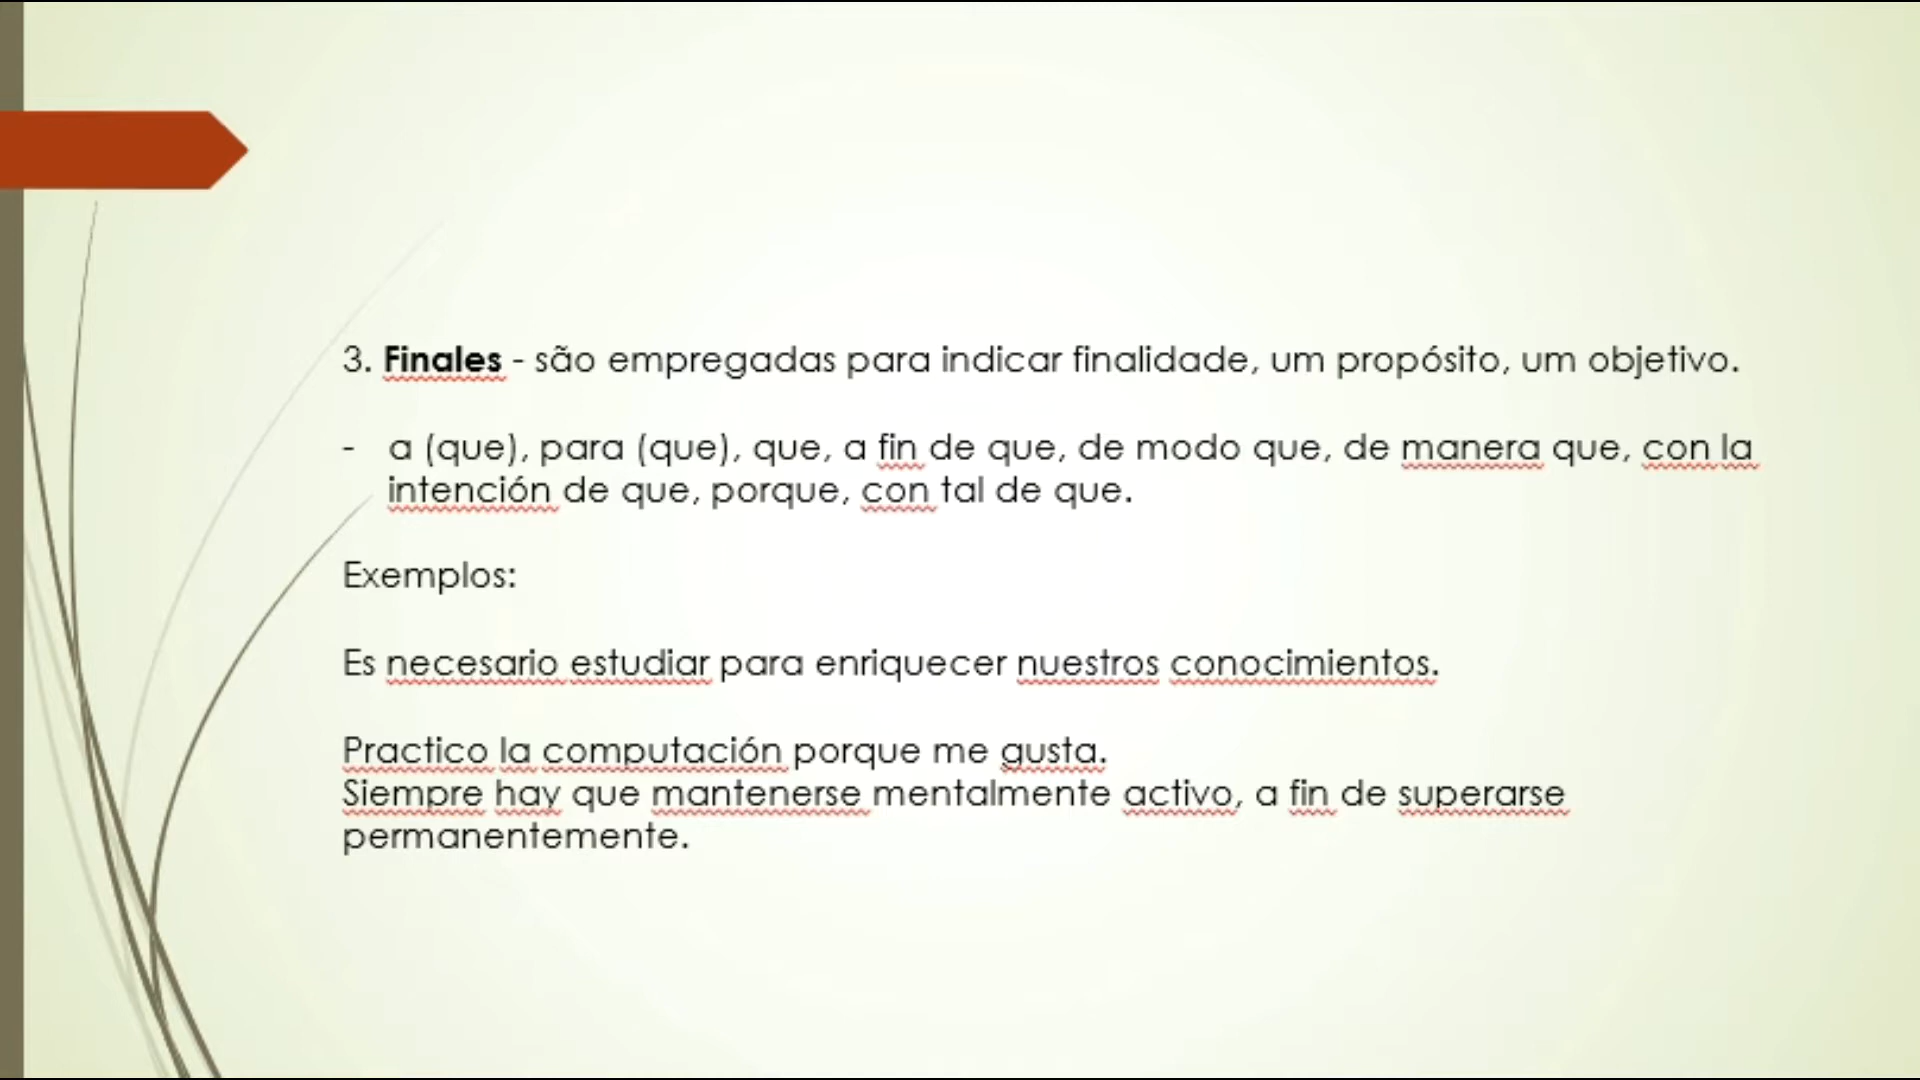 3. Finales - são empregadas para indicar finalidade, um propósito, um objetivo.
- a (que), para (que), que, a fin de que, de modo que, de manera que, con la
intención de que, porque, con tal de que.
Exemplos:
Es necesario estudiar para enriquecer nuestros conocimientos.
Practico la computación porque me gusta.
Siempre hay que mantenerse mentalmente activo, a fin de superarse
permanentemente.